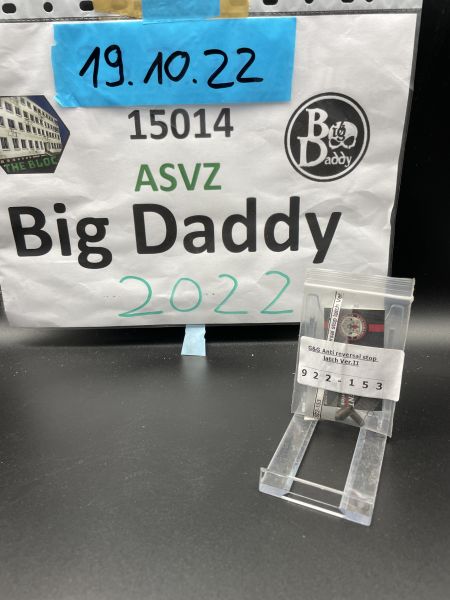 19.10.22
15014
THE BLOC
Big
Daddy
ASVZ
Big Daddy
2022
G&G Anti reversal stop
latch Ver.II
922-153